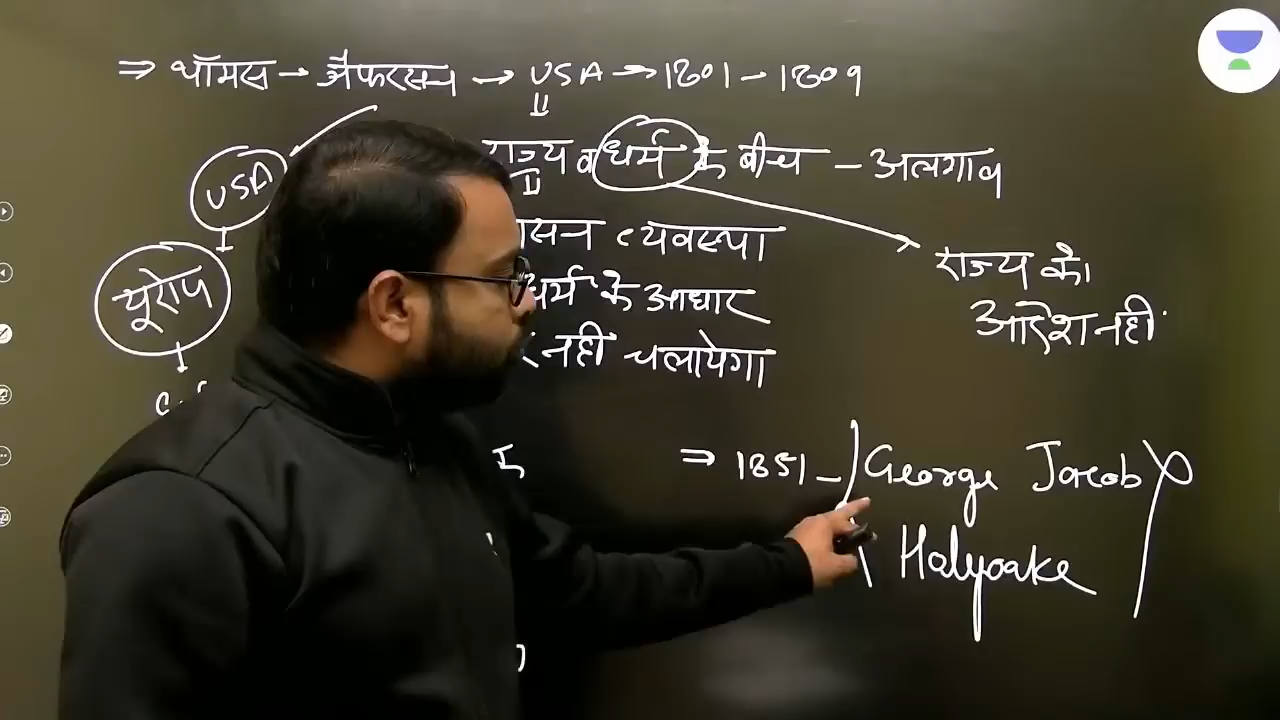 ⇒ थॉमस → जैफरसन → USA → 1801 - 1809
USA
राज्य व धर्म के बीच - अलगाव
यूरोप
व्यवस्था
धर्म के आधार
नहीं चलायेगा
राज्य को
आदेश नहीं
⇒ 1851 - George Jacob
Holyoake